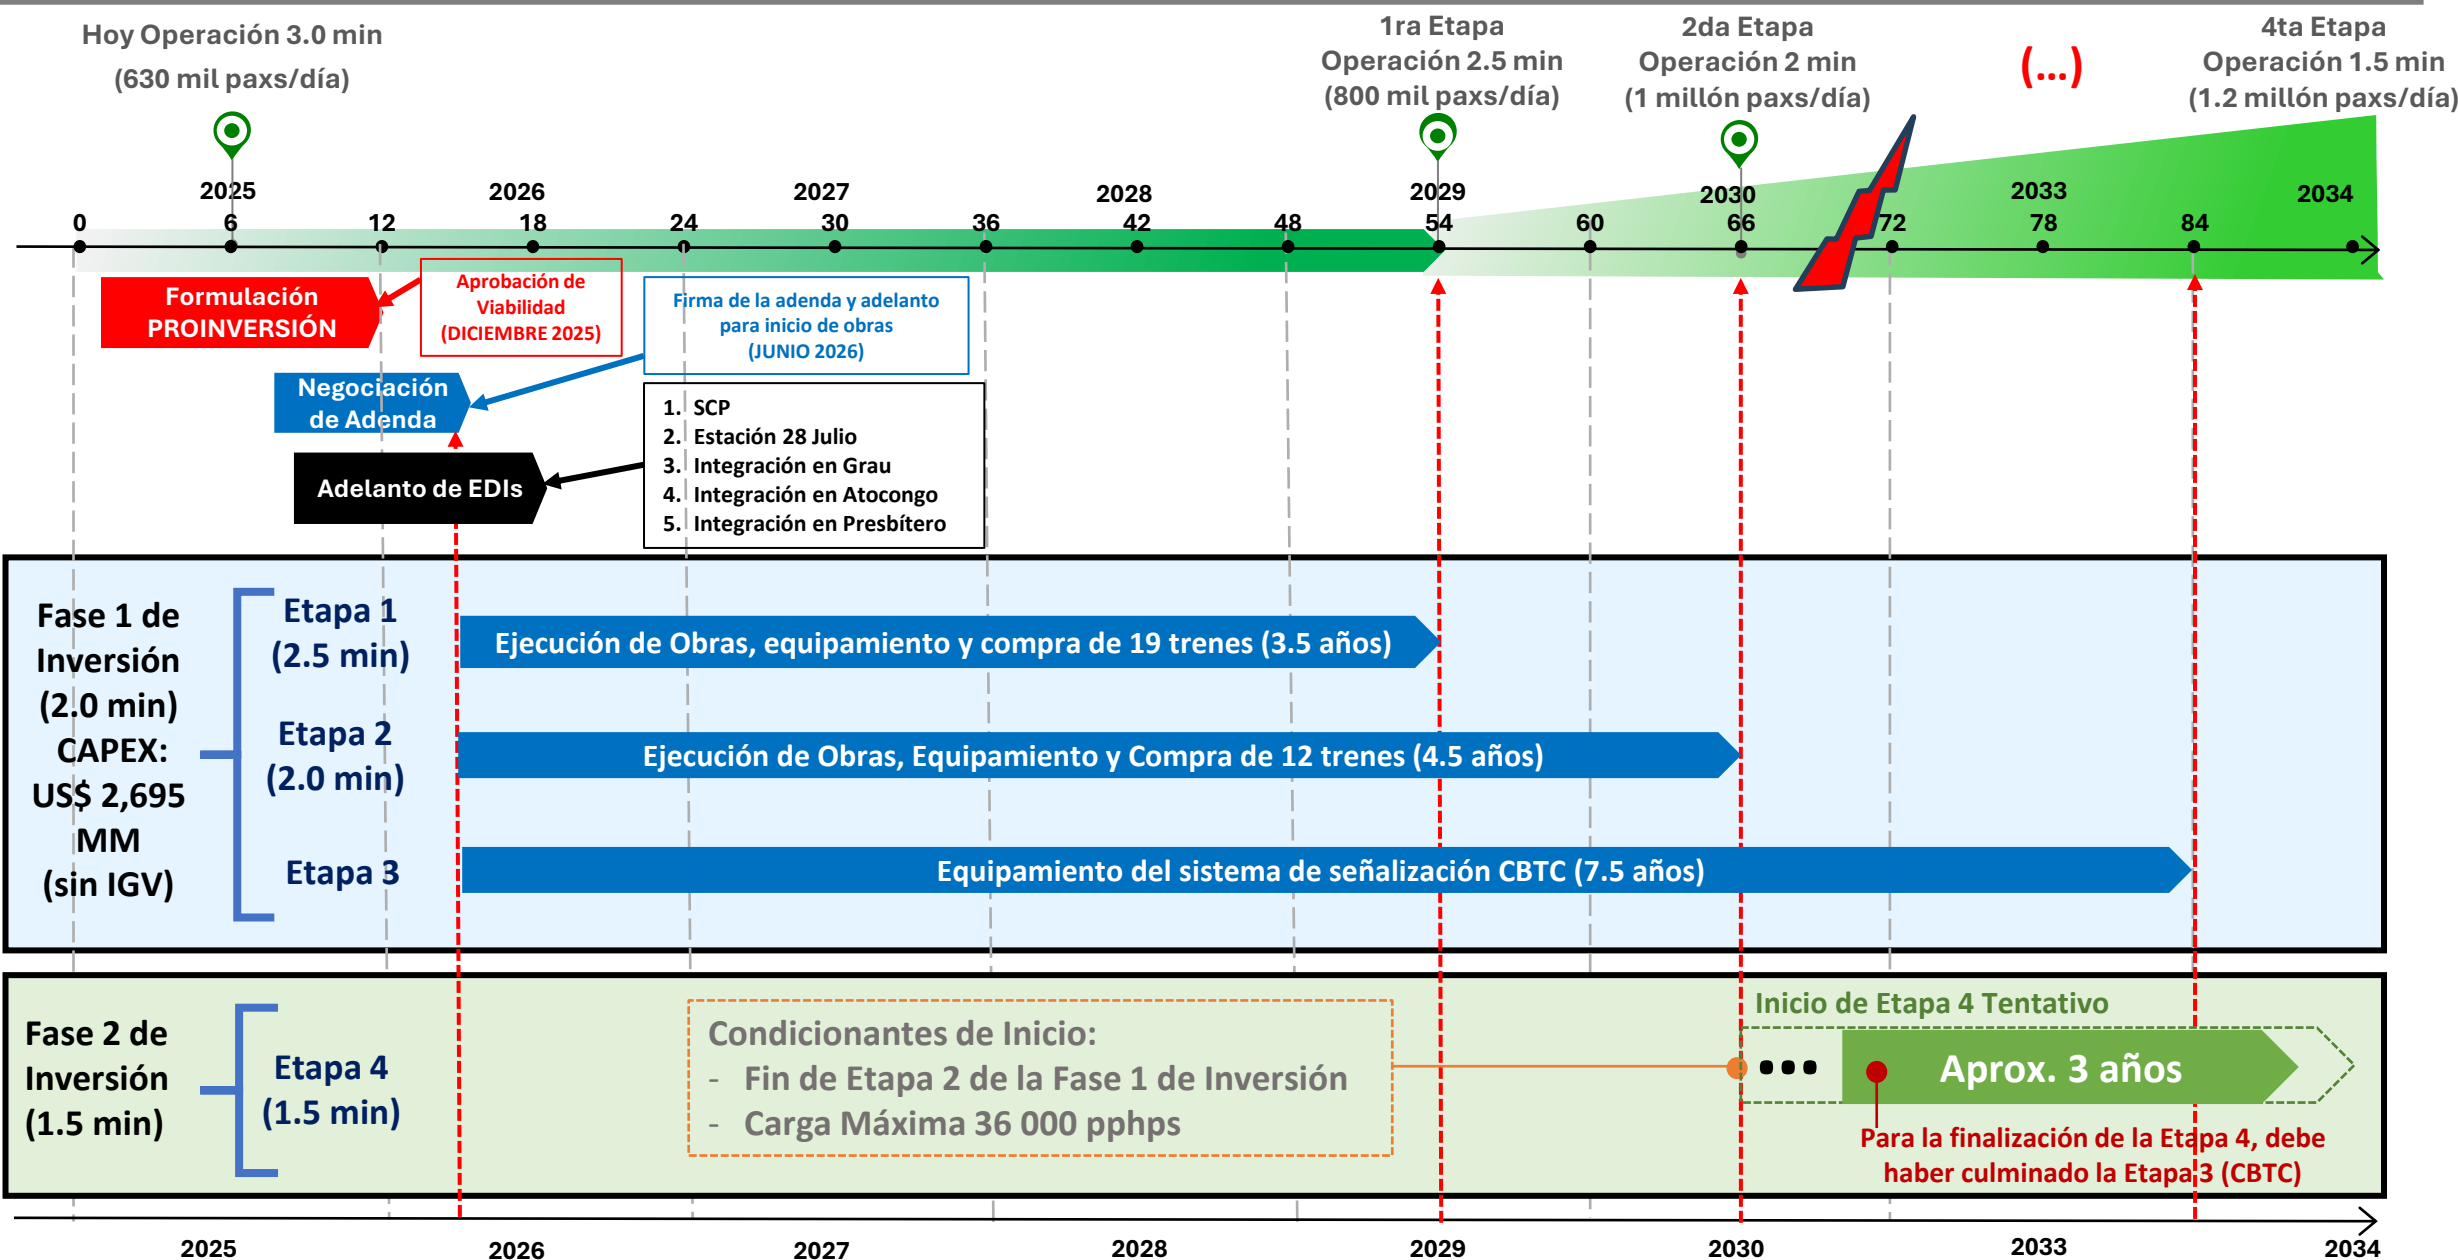 Hoy Operación 3.0 min
(630 mil paxs/día)
1ra Etapa
Operación 2.5 min
(800 mil paxs/día)
2da Etapa
Operación 2 min
(1 millón paxs/día)
(...)
4ta Etapa
Operación 1.5 min
(1.2 millón paxs/día)
2025 2026 2027 2028 2029 2030 2033 2034
0 6 12 18 24 30 36 42 48 54 60 66 72 78 84
Formulación
PROINVERSIÓN
Aprobación de
Viabilidad
(DICIEMBRE 2025)
Firma de la adenda y adelanto
para inicio de obras
(JUNIO 2026)
Negociación
de Adenda
Adelanto de EDIs
1. SCP
2. Estación 28 Julio
3. Integración en Grau
4. Integración en Atocongo
5. Integración en Presbítero
Fase 1 de
Inversión
(2.0 min)
CAPEX:
US$ 2,695
MM
(sin IGV)
Etapa 1
(2.5 min)
Ejecución de Obras, equipamiento y compra de 19 trenes (3.5 años)
Etapa 2
(2.0 min)
Ejecución de Obras, Equipamiento y Compra de 12 trenes (4.5 años)
Etapa 3
Equipamiento del sistema de señalización CBTC (7.5 años)
Fase 2 de
Inversión
(1.5 min)
Etapa 4
(1.5 min)
Condicionantes de Inicio:
- Fin de Etapa 2 de la Fase 1 de Inversión
- Carga Máxima 36 000 pphps
Inicio de Etapa 4 Tentativo
Aprox. 3 años
Para la finalización de la Etapa 4, debe
haber culminado la Etapa 3 (CBTC)
2025 2026 2027 2028 2029 2030 2033 2034